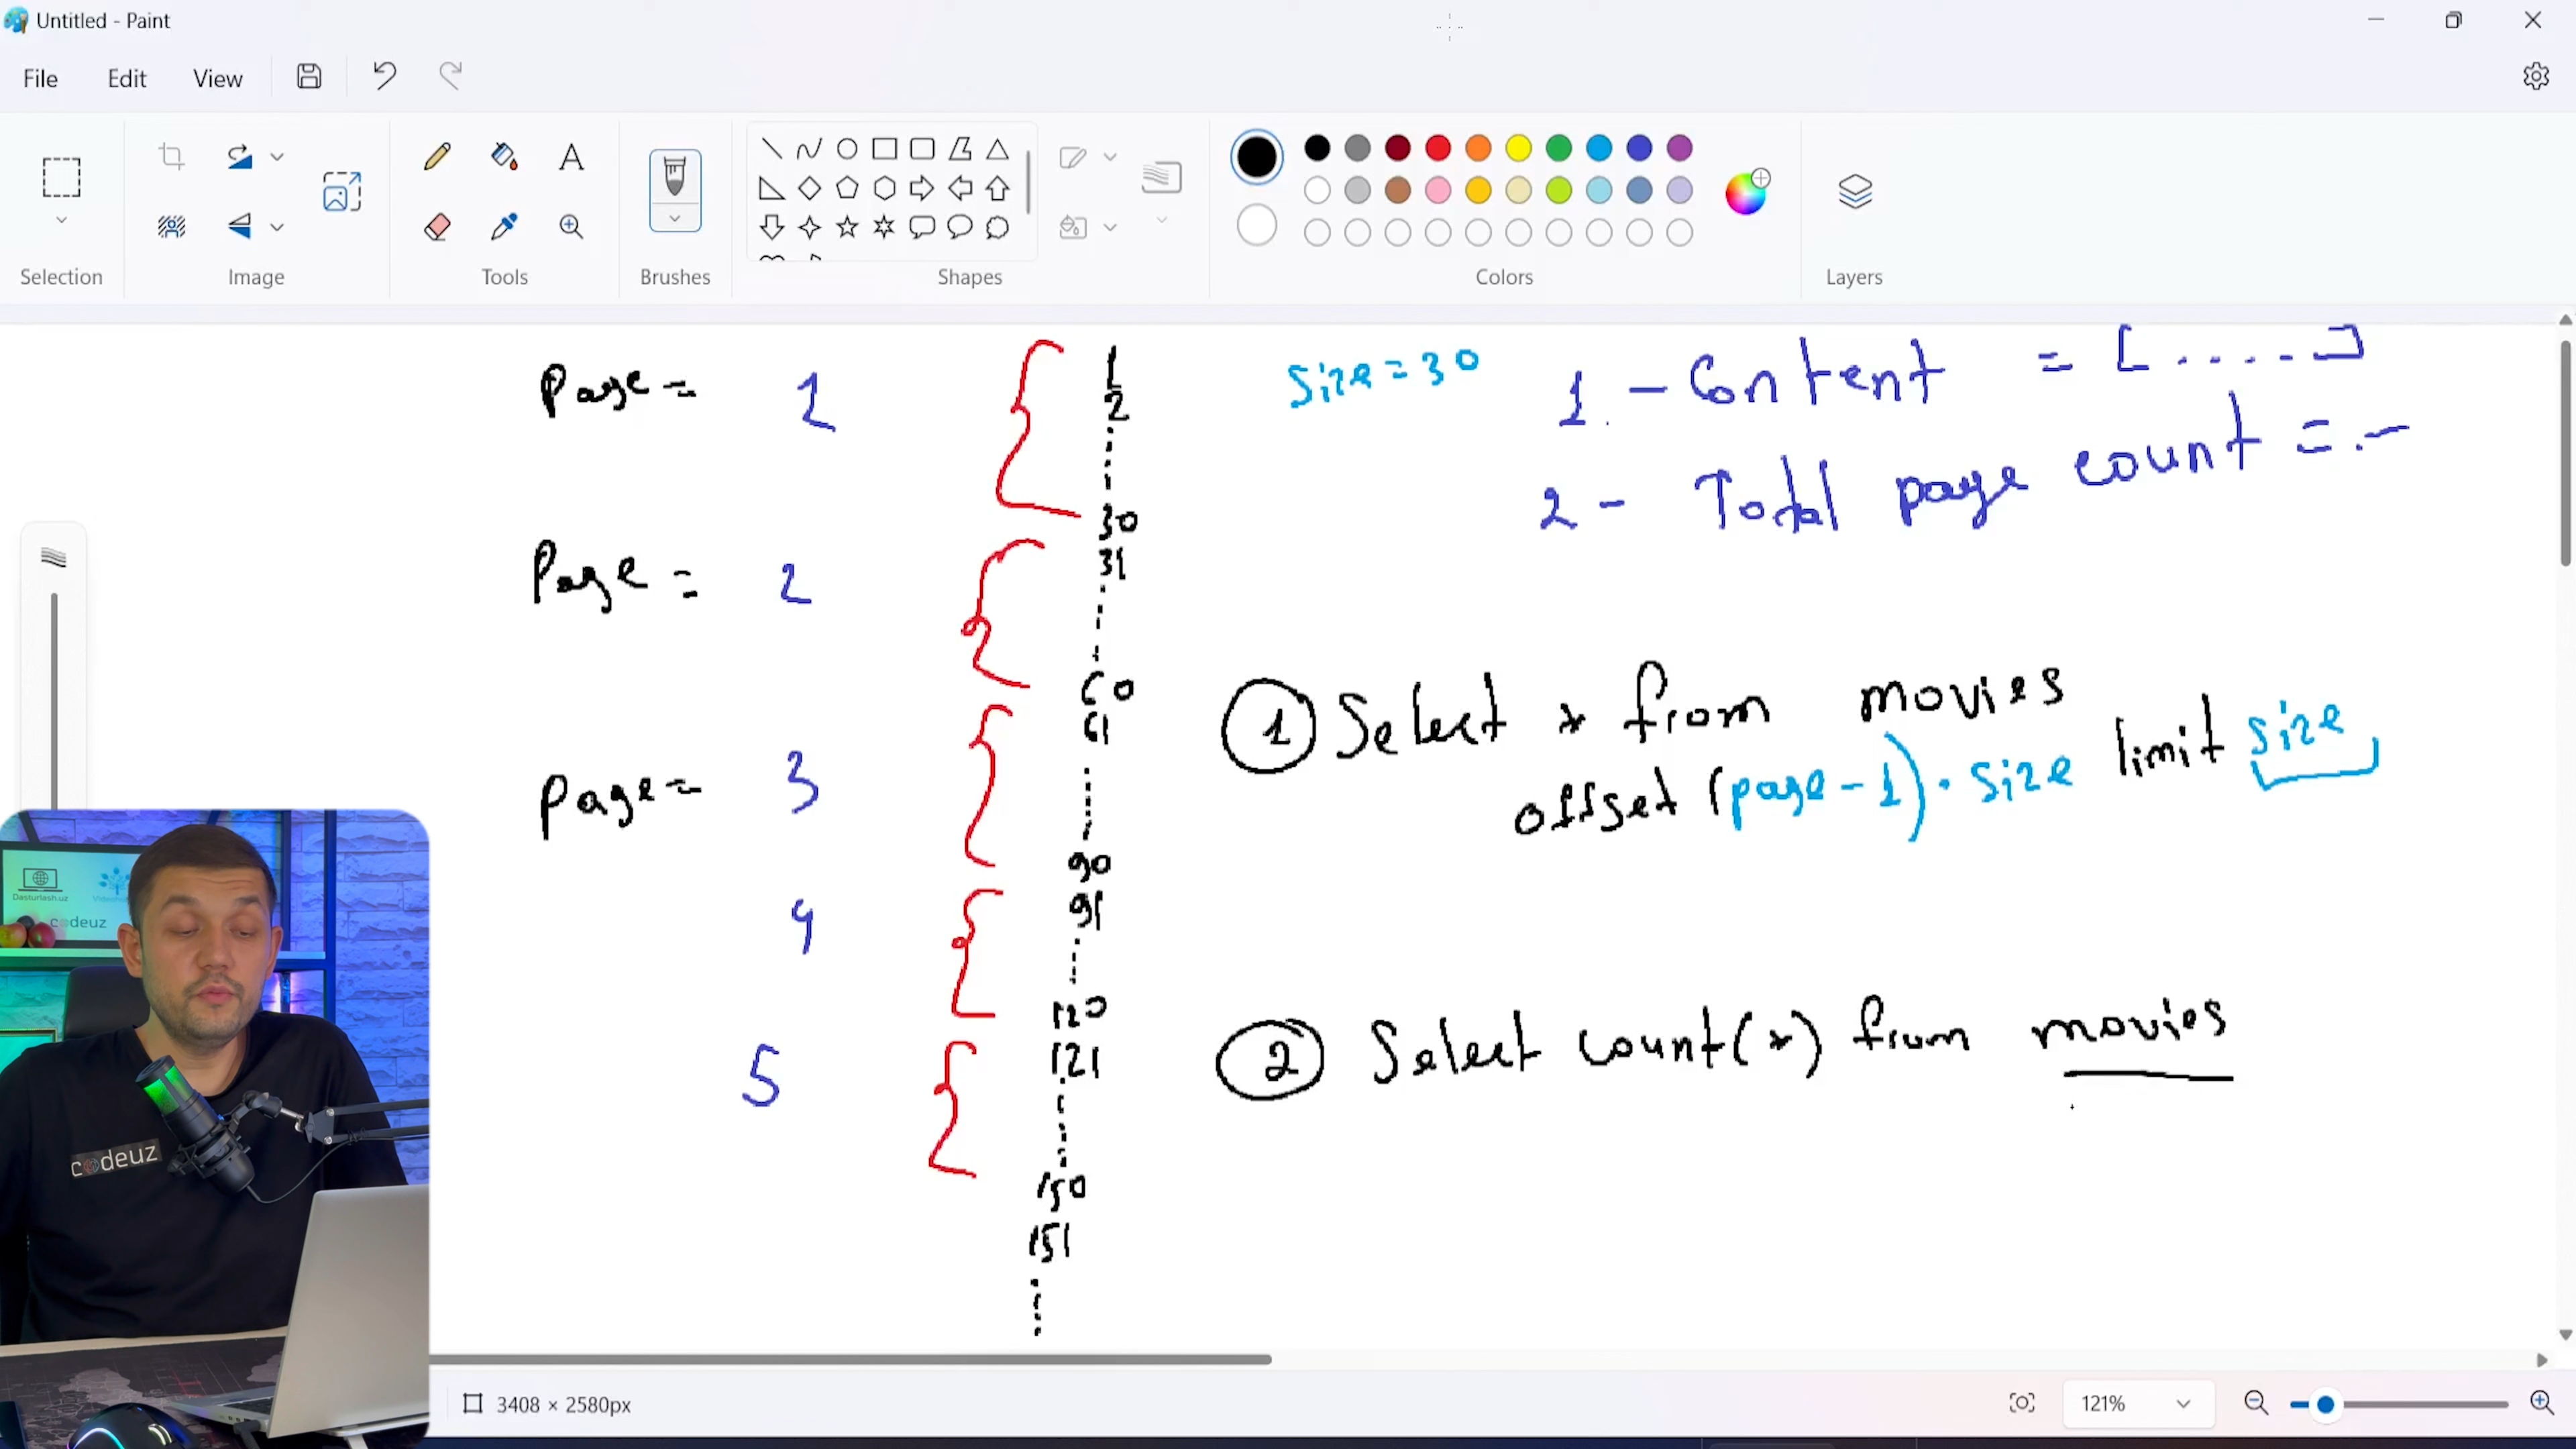 Untitled - Paint
File Edit View
Selection Image Tools Brushes Shapes Colors Layers
Page = 1
Page = 2
Page = 3
4
5
1
2
30
31
60
61
90
91
120
121
150
151
Size = 30
1. - Content = [ ..... ]
2 - Total page count = --
1 Select * from movies
offset (page - 1) · size limit size
2 Select count(*) from movies
Dasturlash.uz
codeuz
codeuz
3408 × 2580px
121%